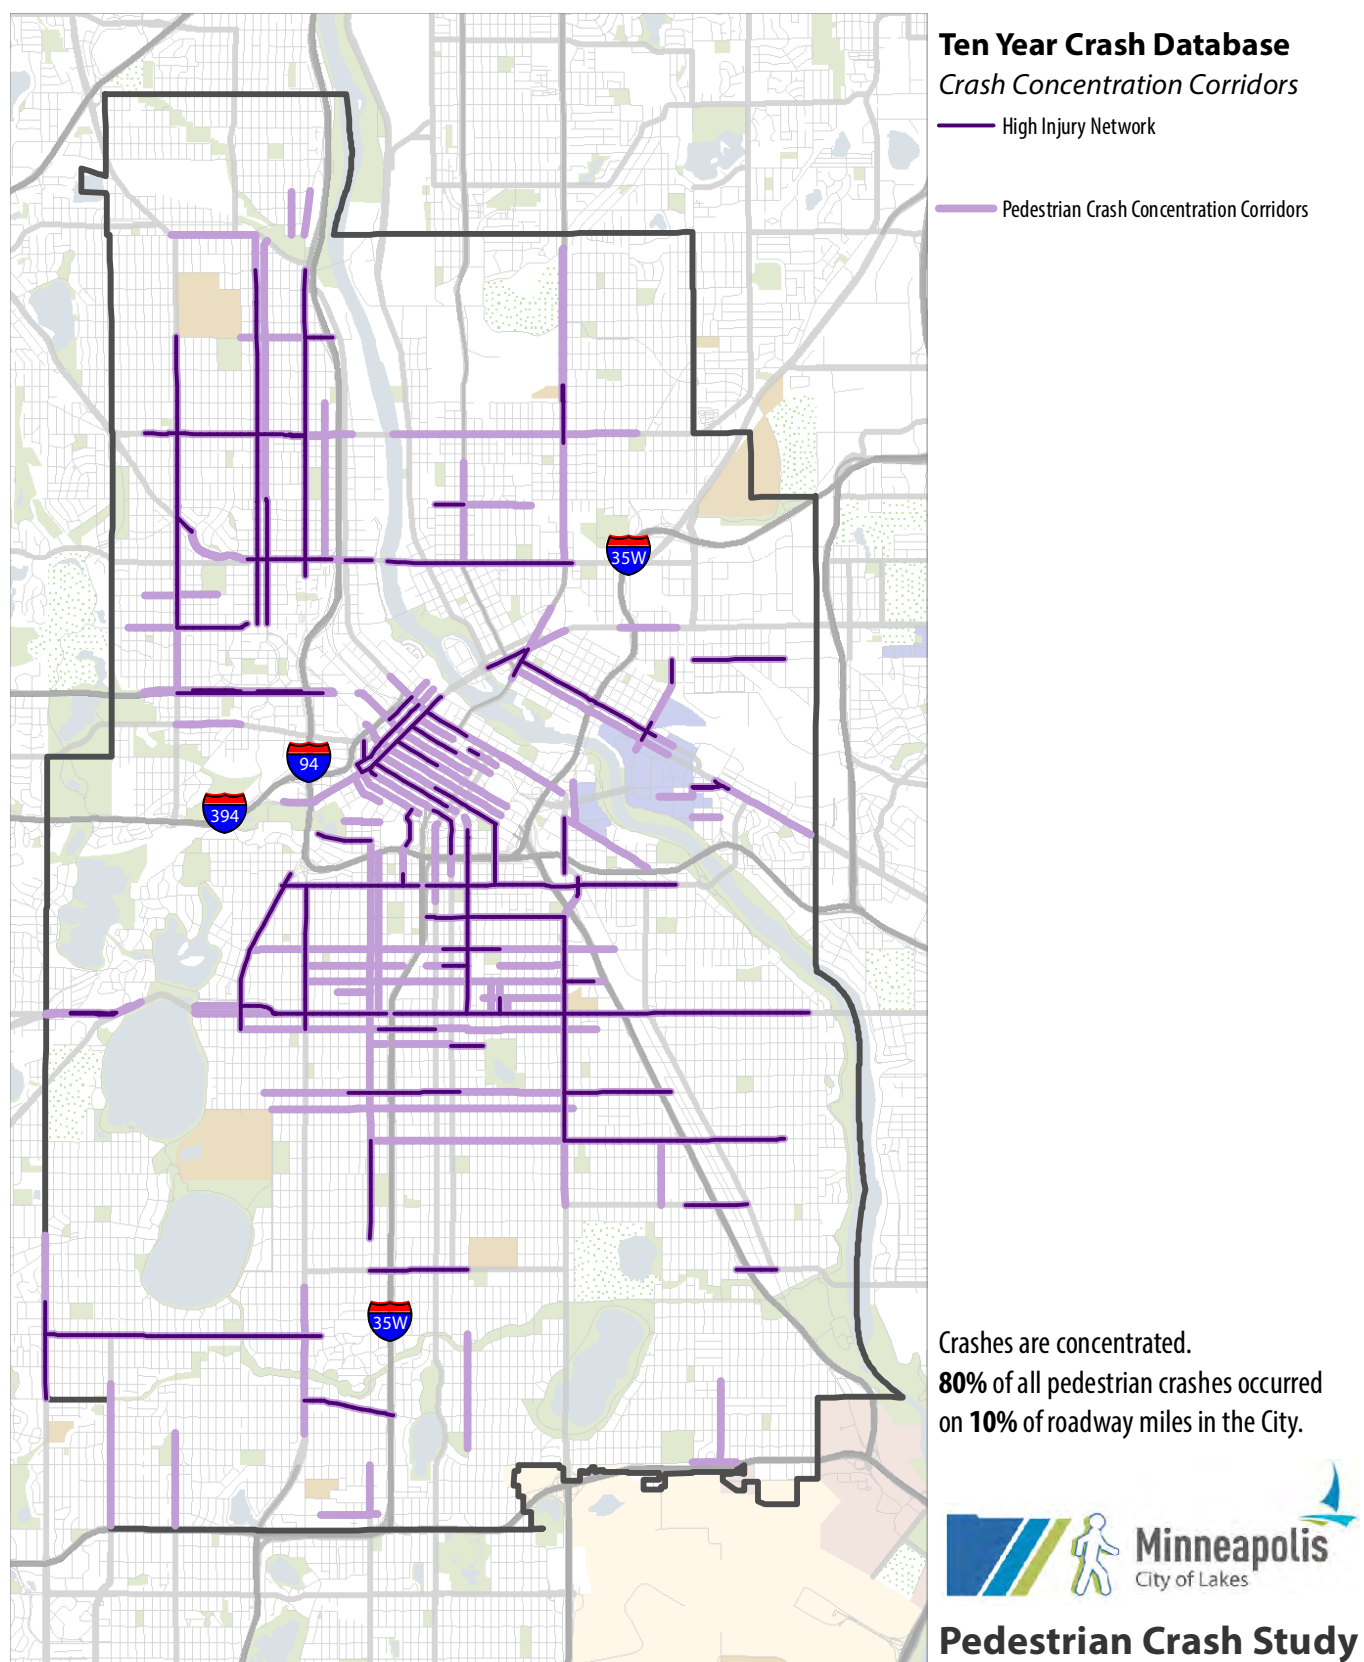 Ten Year Crash Database
Crash Concentration Corridors
High Injury Network
Pedestrian Crash Concentration Corridors
35W
94
394
35W
Crashes are concentrated.
80% of all pedestrian crashes occurred
on 10% of roadway miles in the City.
Minneapolis
City of Lakes
Pedestrian Crash Study